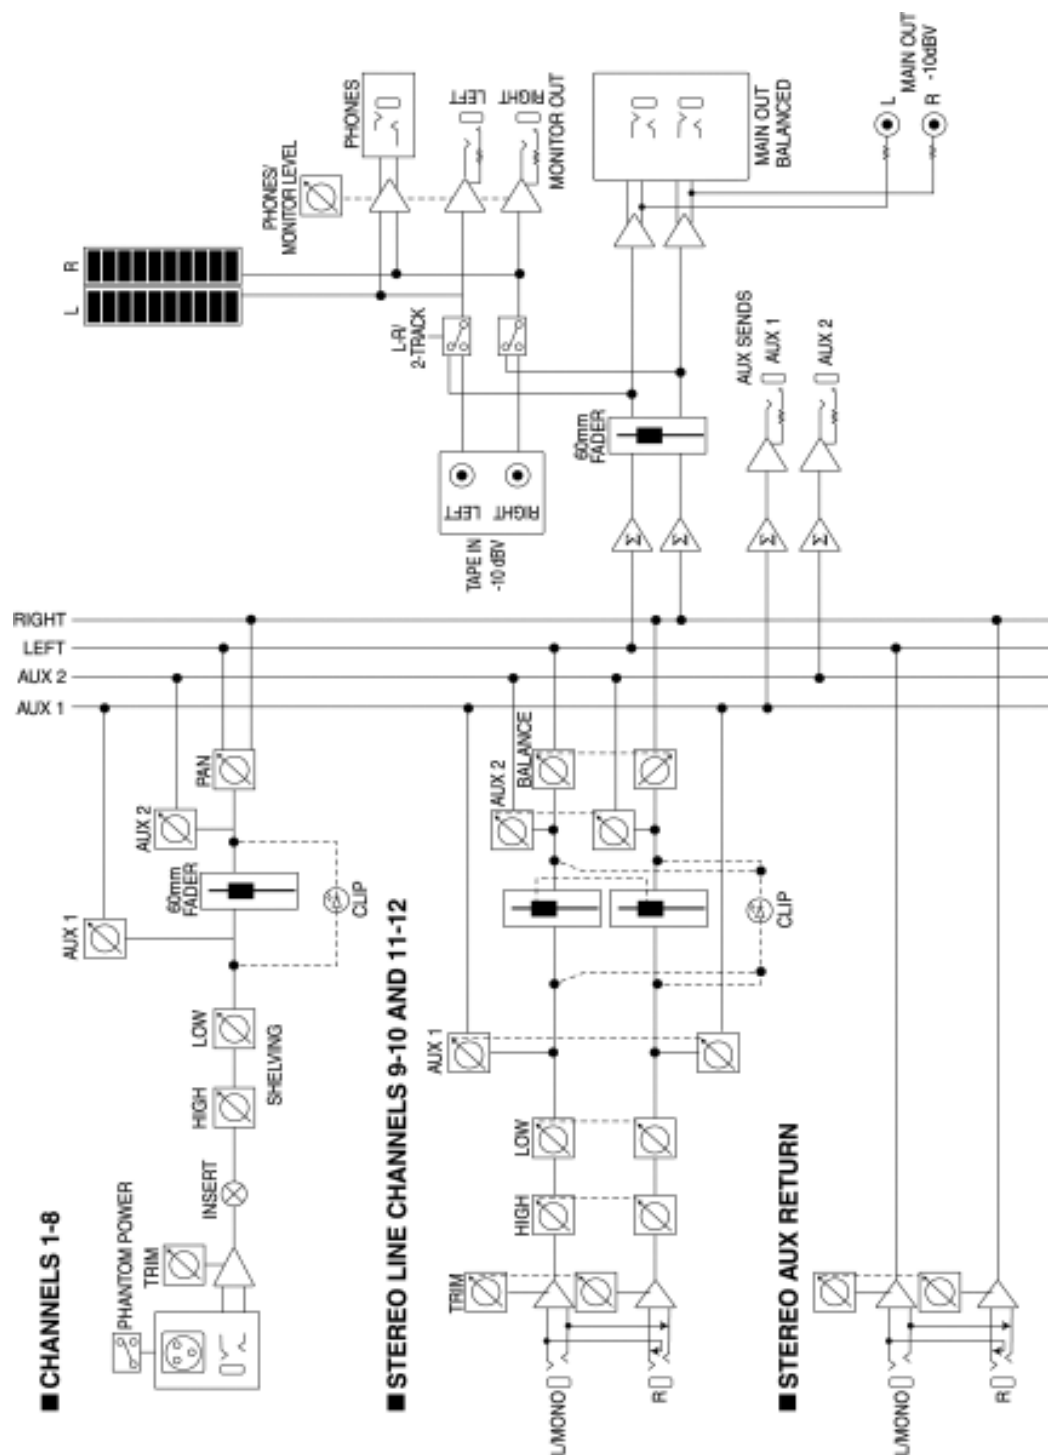 PHONES
PHONES/
MONITOR LEVEL
LEFT
RIGHT
MONITOR OUT
MAIN OUT
BALANCED
L
R
MAIN OUT
-10dBV
R
L
L-R/
2-TRACK
60mm
FADER
AUX SENDS
AUX 1
AUX 2
LEFT
RIGHT
TAPE IN
-10 dBV
Σ
Σ
Σ
Σ
RIGHT
LEFT
AUX 2
AUX 1
■ CHANNELS 1-8
PHANTOM POWER
TRIM
INSERT
HIGH
LOW
SHELVING
AUX 1
60mm
FADER
CLIP
AUX 2
PAN
■ STEREO LINE CHANNELS 9-10 AND 11-12
L/MONO
R
TRIM
HIGH
LOW
AUX 1
CLIP
AUX 2
BALANCE
■ STEREO AUX RETURN
L/MONO
R